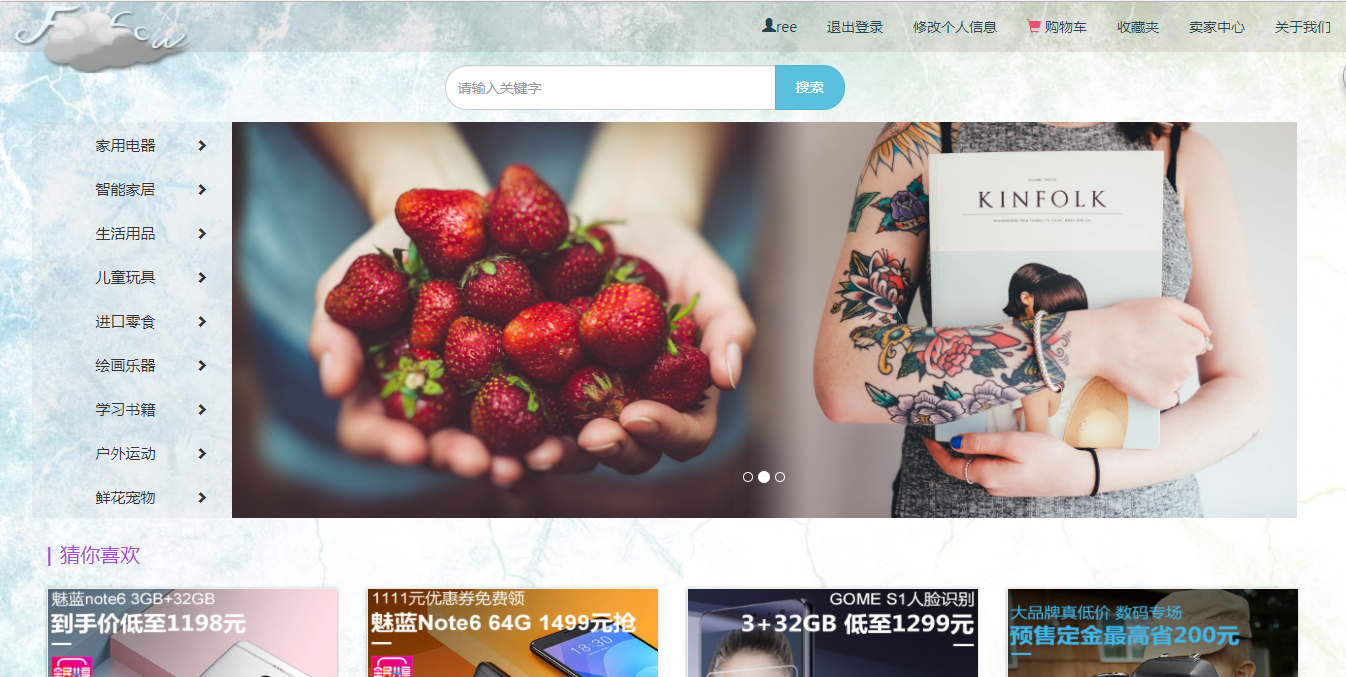 ree 退出登录 修改个人信息 购物车 收藏夹 卖家中心 关于我们
请输入关键字 搜索
家用电器
智能家居
生活用品
儿童玩具
进口零食
绘画乐器
学习书籍
户外运动
鲜花宠物
KINFOLK
猜你喜欢
魅蓝note6 3GB+32GB
到手价低至1198元
1111元优惠券免费领
魅蓝Note6 64G 1499元抢
18:30
GOME S1人脸识别
3+32GB 低至1299元
大品牌真低价 数码专场
预售定金最高省200元